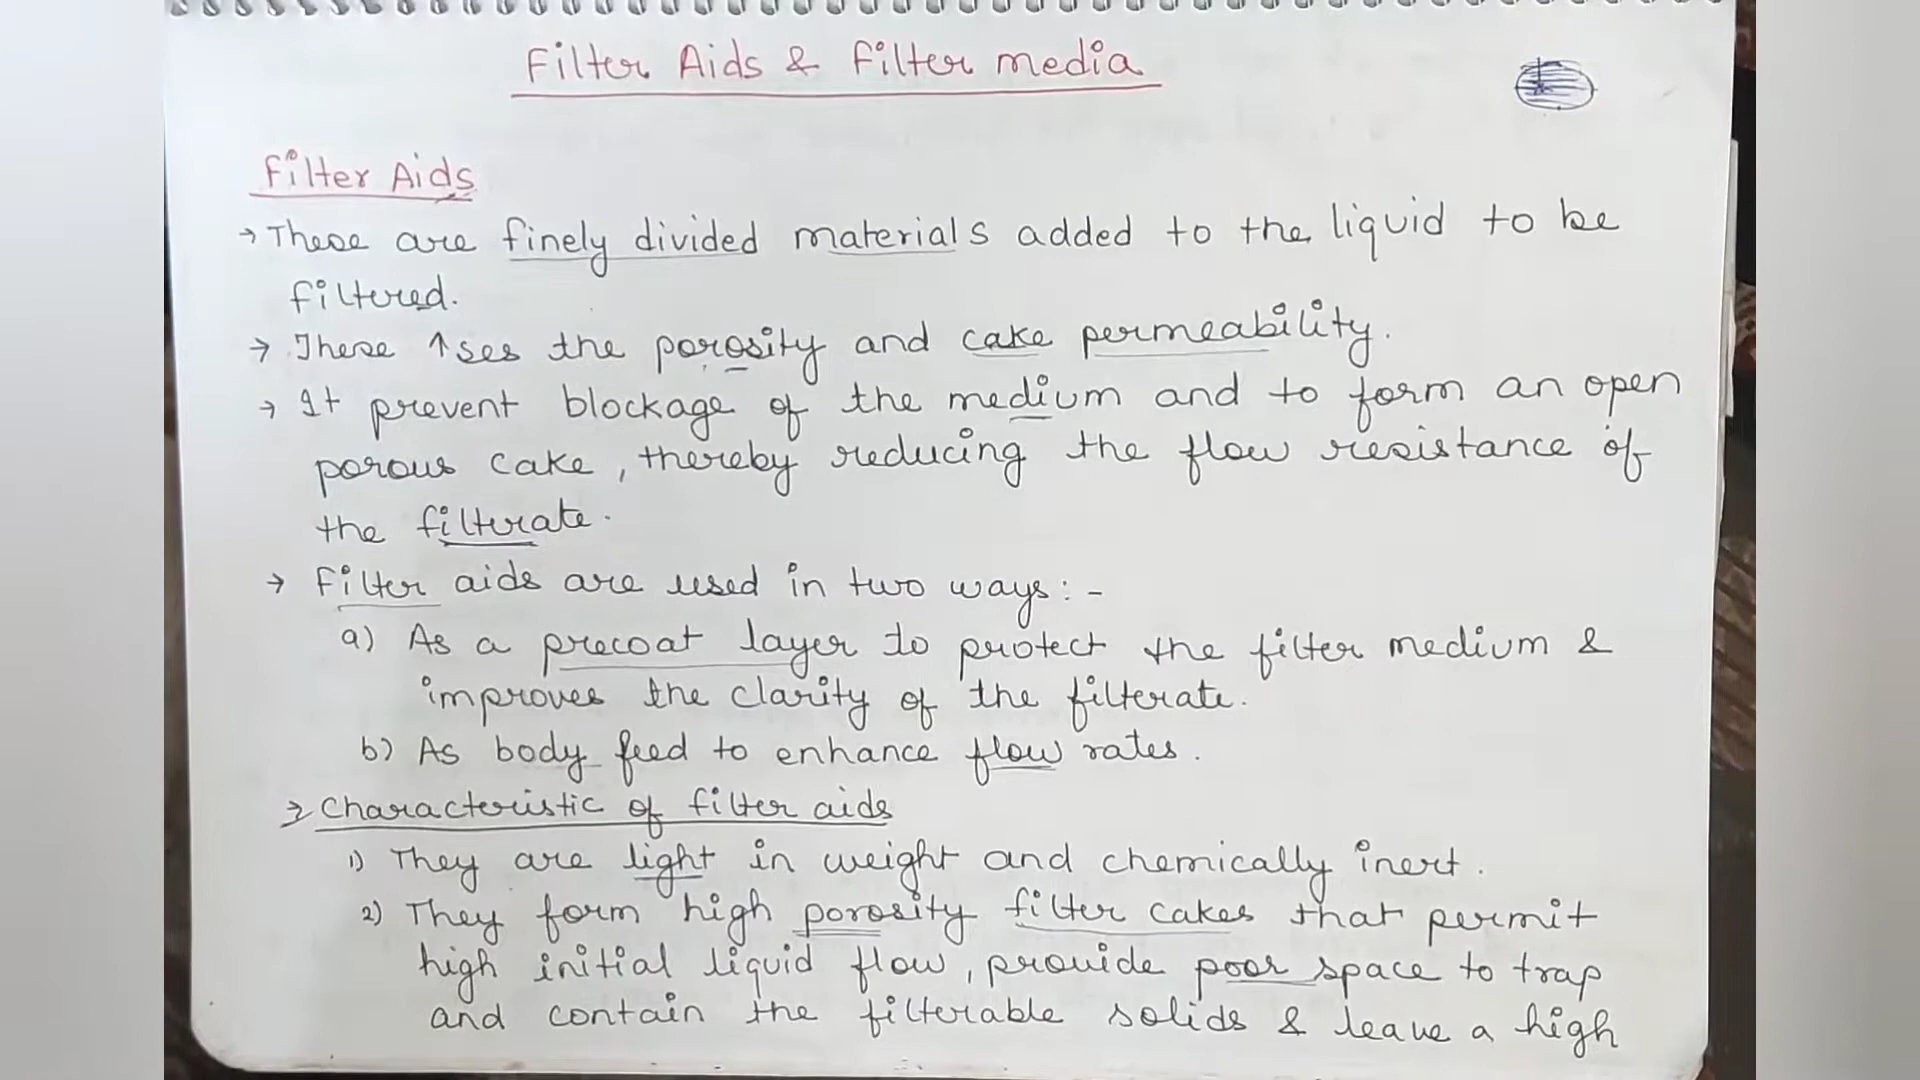 Filter Aids & Filter media
Filter Aids
→ These are finely divided materials added to the liquid to be
filtered.
→ These ↑ses the porosity and cake permeability.
→ It prevent blockage of the medium and to form an open
porous cake, thereby reducing the flow resistance of
the filterate.
→ Filter aids are used in two ways:-
a) As a precoat layer to protect the filter medium &
improves the clarity of the filterate.
b) As body feed to enhance flow rates.
→ Characteristic of filter aids
1) They are light in weight and chemically inert.
2) They form high porosity filter cakes that permit
high initial liquid flow, provide poor space to trap
and contain the filterable solids & leave a high